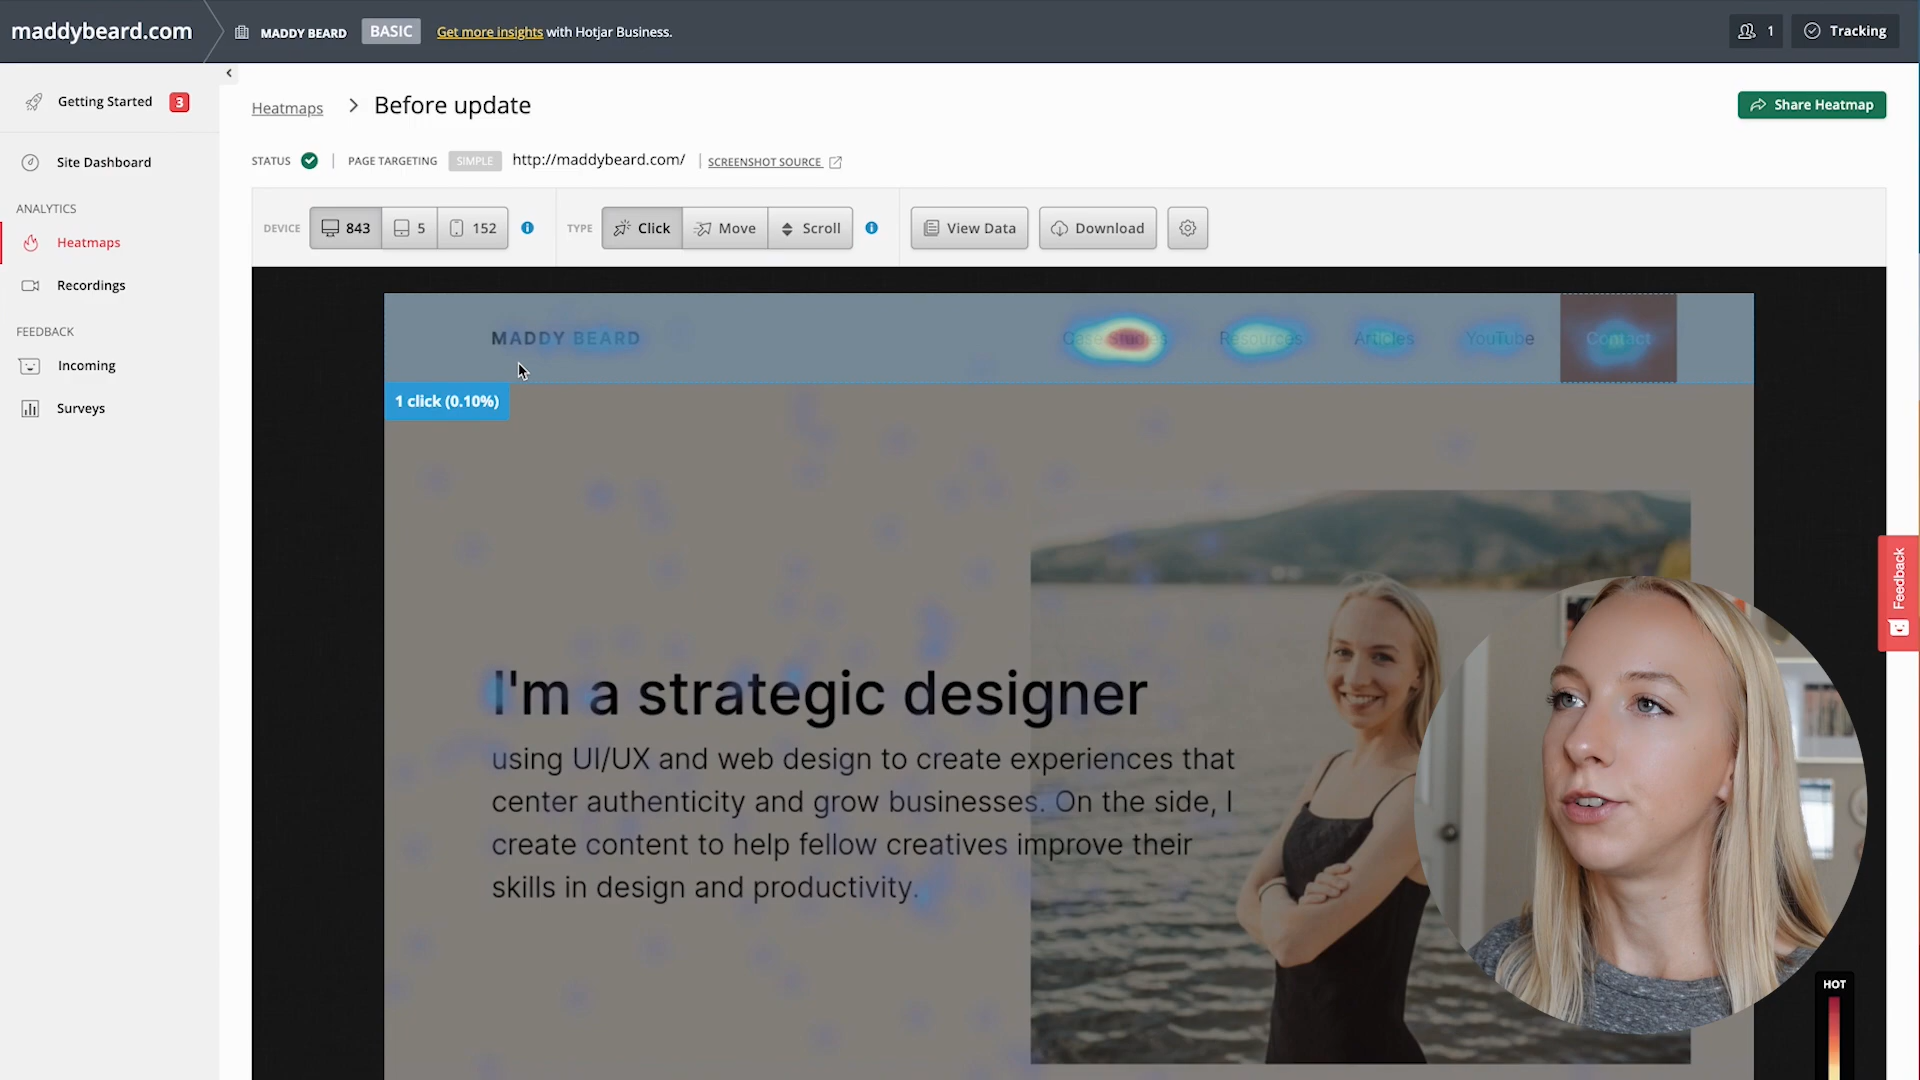 maddybeard.com
MADDY BEARD
BASIC
Get more insights with Hotjar Business.
1
Tracking
Getting Started
3
Site Dashboard
ANALYTICS
Heatmaps
Recordings
FEEDBACK
Incoming
Surveys
Heatmaps > Before update
Share Heatmap
STATUS
PAGE TARGETING
SIMPLE
http://maddybeard.com/
SCREENSHOT SOURCE
DEVICE
843
5
152
TYPE
Click
Move
Scroll
View Data
Download
MADDY BEARD
Case Studies
Resources
Articles
YouTube
Contact
1 click (0.10%)
I'm a strategic designer
using UI/UX and web design to create experiences that
center authenticity and grow businesses. On the side, I
create content to help fellow creatives improve their
skills in design and productivity.
Feedback
HOT